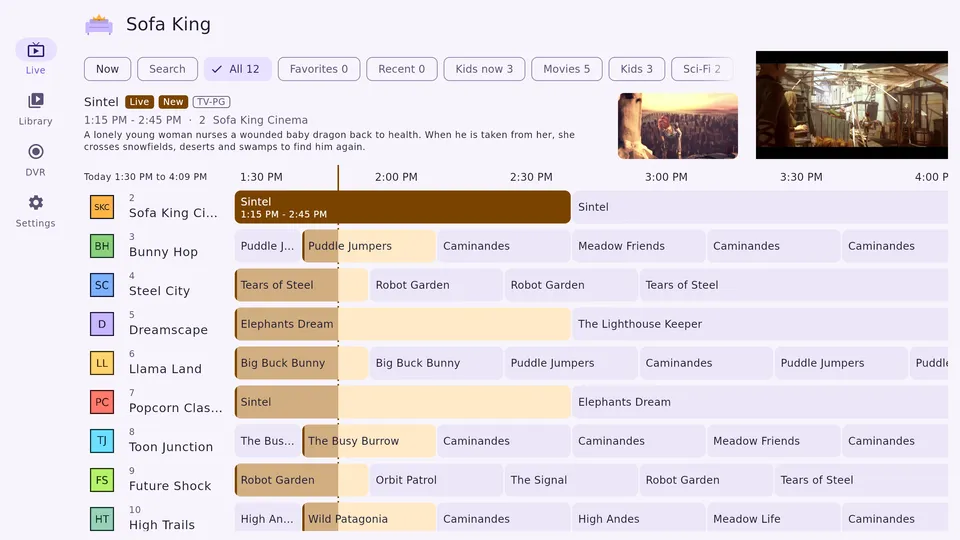 Sofa King
Live
Library
DVR
Settings
Now Search All 12 Favorites 0 Recent 0 Kids now 3 Movies 5 Kids 3 Sci-Fi 2
Sintel Live New TV-PG
1:15 PM - 2:45 PM · 2 Sofa King Cinema
A lonely young woman nurses a wounded baby dragon back to health. When he is taken from her, she
crosses snowfields, deserts and swamps to find him again.
Today 1:30 PM to 4:09 PM 1:30 PM 2:00 PM 2:30 PM 3:00 PM 3:30 PM 4:00 P
SKC 2 Sofa King Ci... Sintel 1:15 PM - 2:45 PM Sintel
BH 3 Bunny Hop Puddle J... Puddle Jumpers Caminandes Meadow Friends Caminandes Caminandes
SC 4 Steel City Tears of Steel Robot Garden Robot Garden Tears of Steel
D 5 Dreamscape Elephants Dream The Lighthouse Keeper
LL 6 Llama Land Big Buck Bunny Big Buck Bunny Puddle Jumpers Caminandes Puddle Jumpers Puddle
PC 7 Popcorn Clas... Sintel Elephants Dream
TJ 8 Toon Junction The Bus... The Busy Burrow Caminandes Caminandes Meadow Friends Caminandes
FS 9 Future Shock Robot Garden Orbit Patrol The Signal Robot Garden Tears of Steel
HT 10 High Trails High An... Wild Patagonia Caminandes High Andes Meadow Life Caminandes